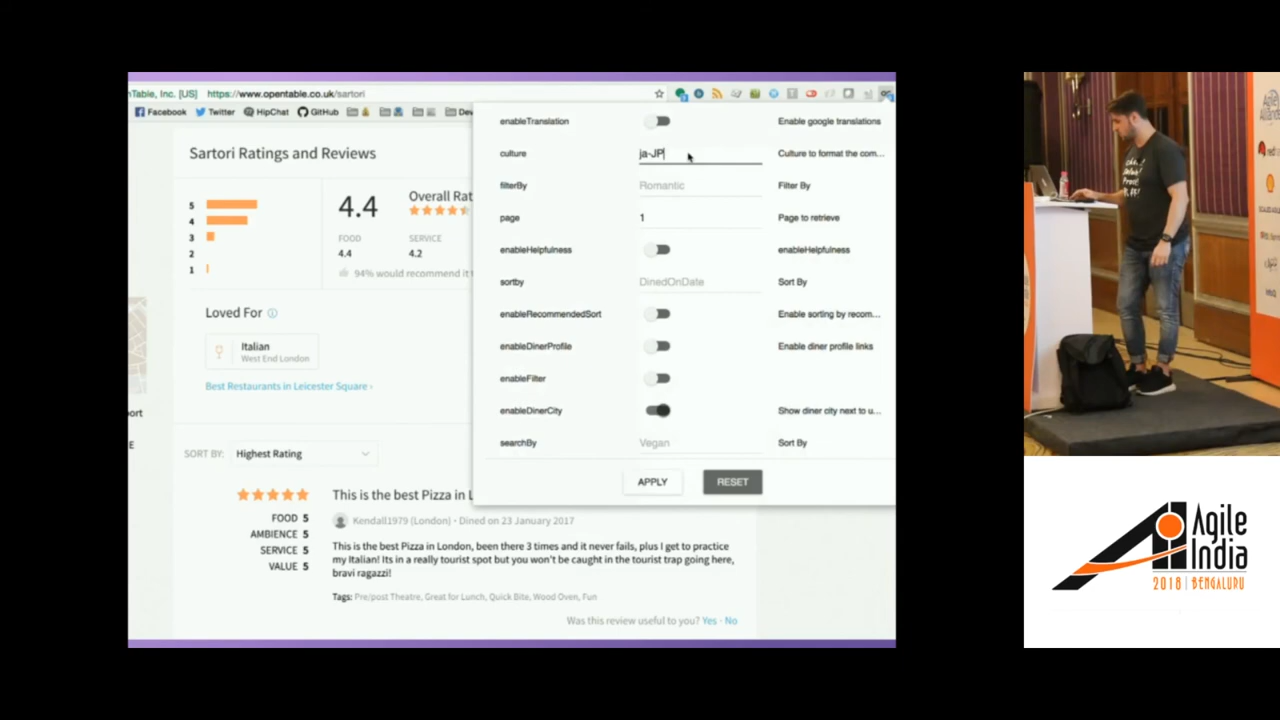 nTable, Inc. [US] https://www.opentable.co.uk/sartori
Facebook Twitter HipChat GitHub Dev
Sartori Ratings and Reviews
5
4
3
2
1
4.4
Overall Rat
FOOD
4.4
SERVICE
4.2
94% would recommend it
Loved For
Italian
West End London
Best Restaurants in Leicester Square ›
ort
E
SORT BY: Highest Rating
This is the best Pizza in L
FOOD 5
AMBIENCE 5
SERVICE 5
VALUE 5
Kendall1979 (London) • Dined on 23 January 2017
This is the best Pizza in London, been there 3 times and it never fails, plus I get to practice
my Italian! Its in a really tourist spot but you won't be caught in the tourist trap going here,
bravi ragazzi!
Tags: Pre/post Theatre, Great for Lunch, Quick Bite, Wood Oven, Fun
Was this review useful to you? Yes · No
enableTranslation Enable google translations
culture ja-JP Culture to format the com...
filterBy Romantic Filter By
page 1 Page to retrieve
enableHelpfulness enableHelpfulness
sortby DinedOnDate Sort By
enableRecommendedSort Enable sorting by recom...
enableDinerProfile Enable diner profile links
enableFilter
enableDinerCity Show diner city next to u...
searchBy Vegan Sort By
APPLY RESET
Agile
India
2018 | BENGALURU